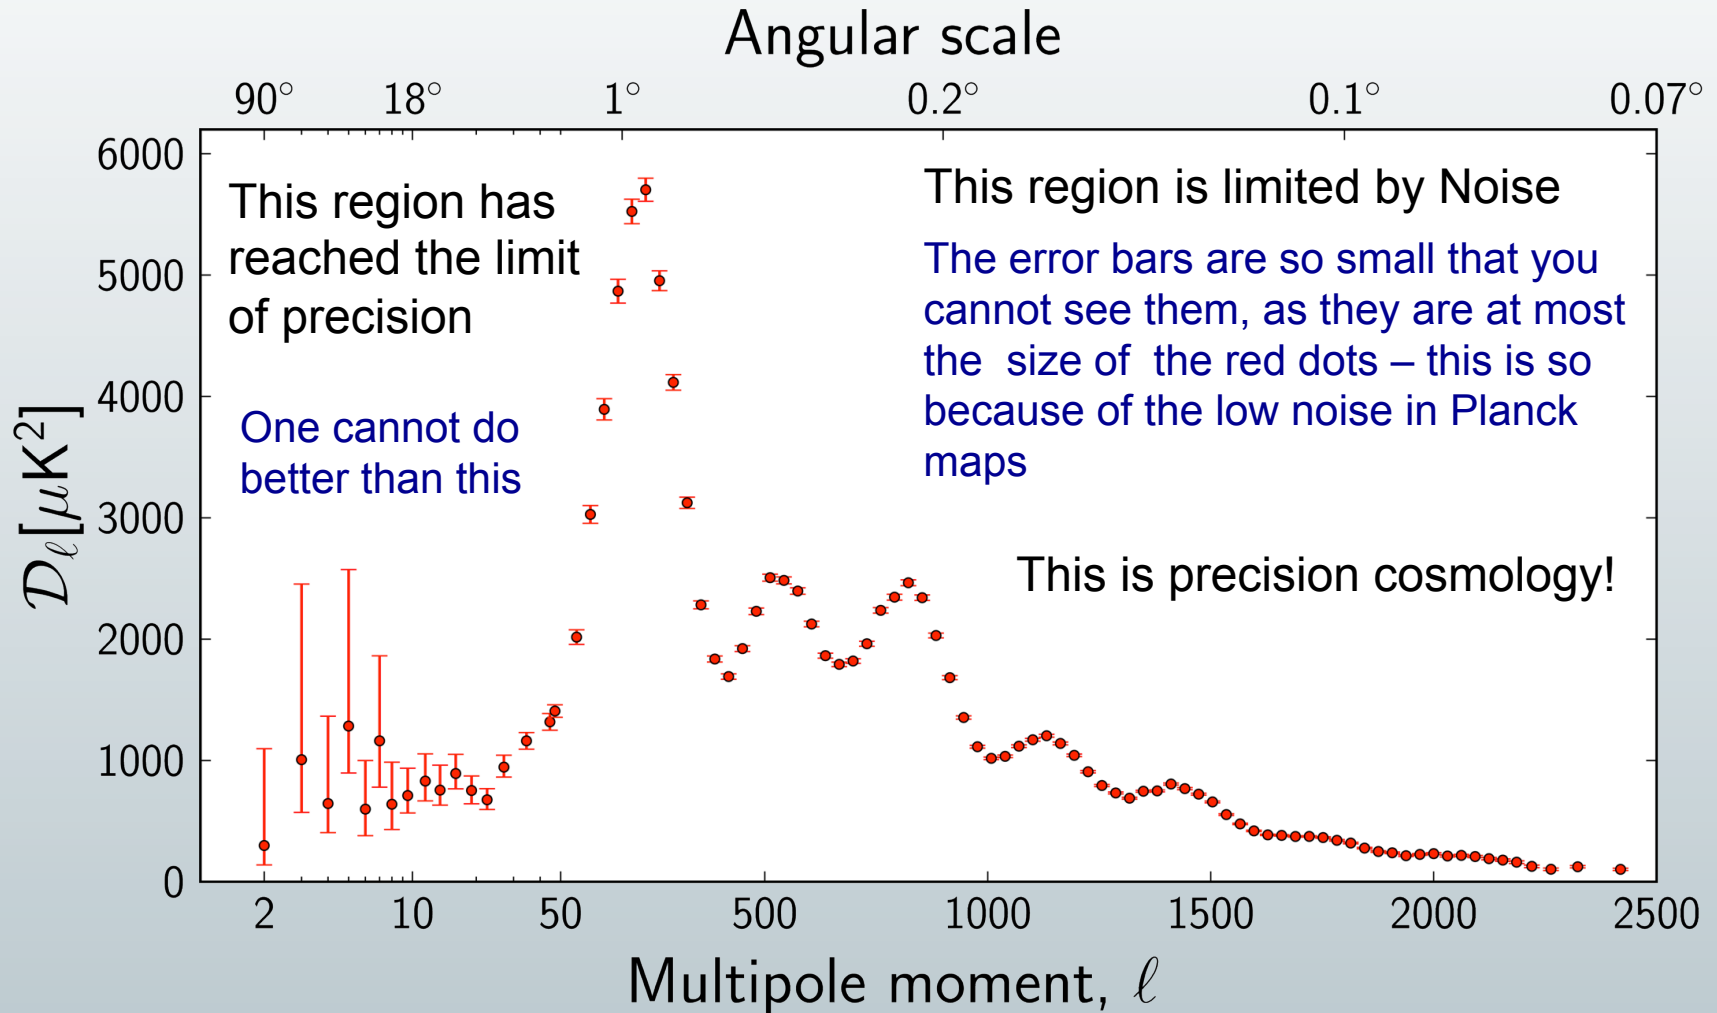 Angular scale
90° 18° 1° 0.2° 0.1° 0.07°
6000
5000
4000
3000
2000
1000
0
𝒟ℓ[μK²]
This region has
reached the limit
of precision
One cannot do
better than this
This region is limited by Noise
The error bars are so small that you
cannot see them, as they are at most
the size of the red dots – this is so
because of the low noise in Planck
maps
This is precision cosmology!
2 10 50 500 1000 1500 2000 2500
Multipole moment, ℓ